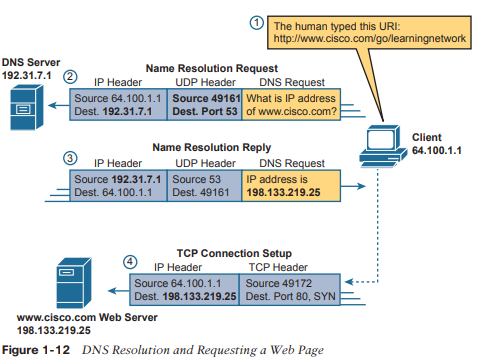 1
The human typed this URI:
http://www.cisco.com/go/learningnetwork
DNS Server
192.31.7.1
2
Name Resolution Request
IP Header UDP Header DNS Request
Source 64.100.1.1 Source 49161 What is IP address
Dest. 192.31.7.1 Dest. Port 53 of www.cisco.com?
Client
64.100.1.1
3
Name Resolution Reply
IP Header UDP Header DNS Request
Source 192.31.7.1 Source 53 IP address is
Dest. 64.100.1.1 Dest. 49161 198.133.219.25
4
TCP Connection Setup
IP Header TCP Header
Source 64.100.1.1 Source 49172
Dest. 198.133.219.25 Dest. Port 80, SYN
www.cisco.com Web Server
198.133.219.25
Figure 1-12 DNS Resolution and Requesting a Web Page